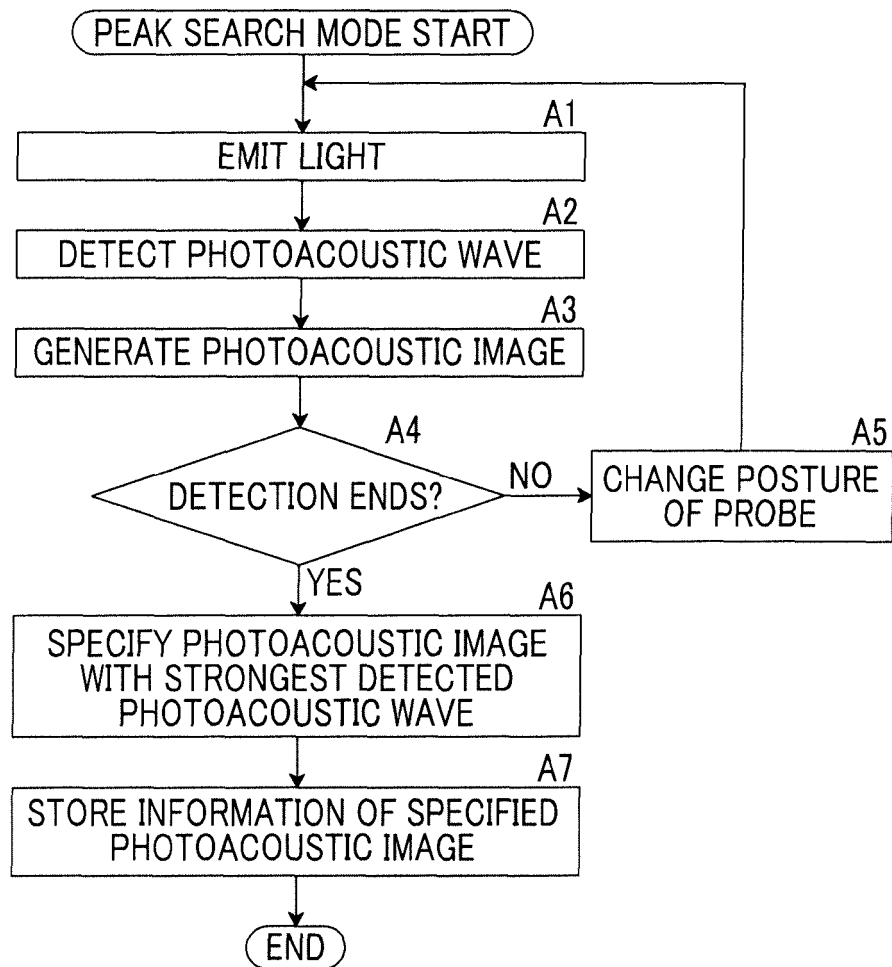 PEAK SEARCH MODE START
A1
EMIT LIGHT
A2
DETECT PHOTOACOUSTIC WAVE
A3
GENERATE PHOTOACOUSTIC IMAGE
A4
DETECTION ENDS?
NO
A5
CHANGE POSTURE
OF PROBE
YES
A6
SPECIFY PHOTOACOUSTIC IMAGE
WITH STRONGEST DETECTED
PHOTOACOUSTIC WAVE
A7
STORE INFORMATION OF SPECIFIED
PHOTOACOUSTIC IMAGE
END